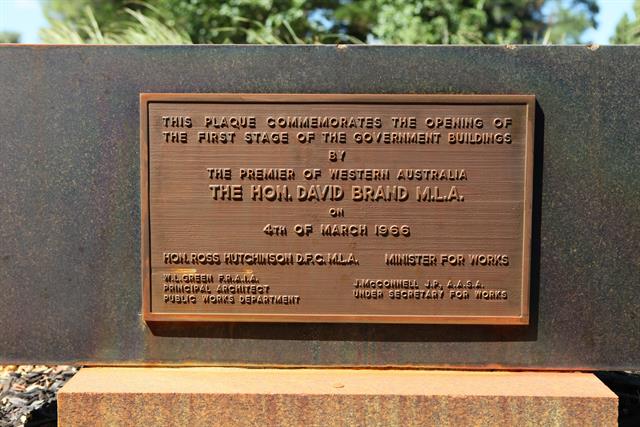 THIS PLAQUE COMMEMORATES THE OPENING OF
THE FIRST STAGE OF THE GOVERNMENT BUILDINGS
BY
THE PREMIER OF WESTERN AUSTRALIA
THE HON. DAVID BRAND M.L.A.
ON
4TH OF MARCH 1966
HON. ROSS HUTCHINSON D.F.C. M.L.A. MINISTER FOR WORKS
W.L. GREEN F.R.A.I.A.
PRINCIPAL ARCHITECT
PUBLIC WORKS DEPARTMENT
J. McCONNELL J.P., A.A.S.A.
UNDER SECRETARY FOR WORKS